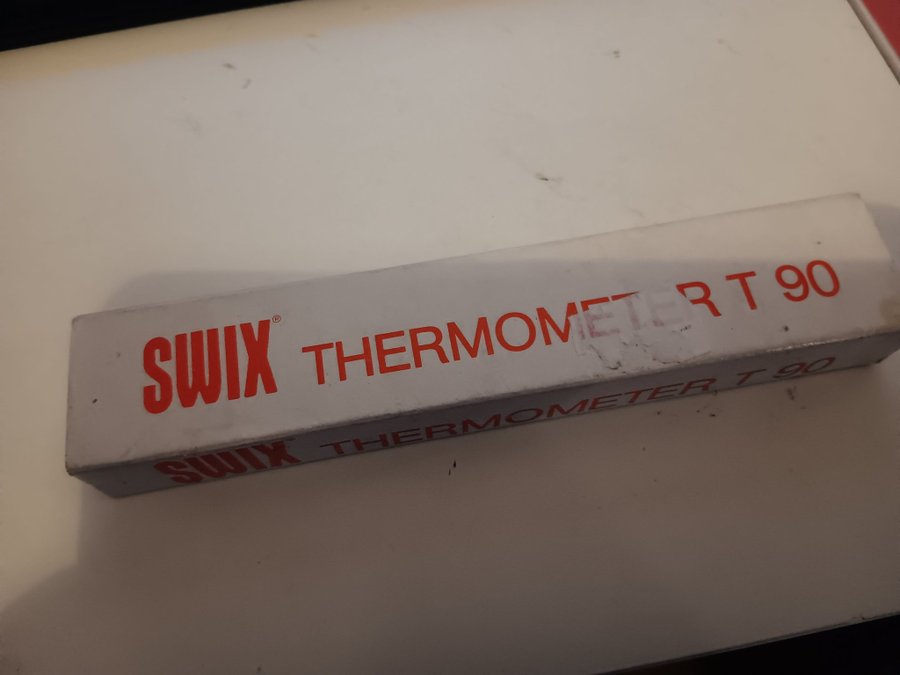 SWIX® THERMOMETER T 90
SWIX THERMOMETER T 90